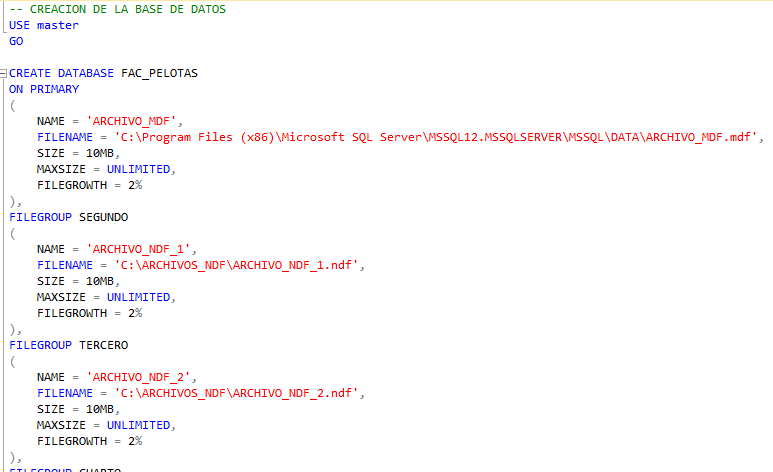 -- CREACION DE LA BASE DE DATOS
USE master
GO
CREATE DATABASE FAC_PELOTAS
ON PRIMARY
(
NAME = 'ARCHIVO_MDF',
FILENAME = 'C:\Program Files (x86)\Microsoft SQL Server\MSSQL12.MSSQLSERVER\MSSQL\DATA\ARCHIVO_MDF.mdf',
SIZE = 10MB,
MAXSIZE = UNLIMITED,
FILEGROWTH = 2%
),
FILEGROUP SEGUNDO
(
NAME = 'ARCHIVO_NDF_1',
FILENAME = 'C:\ARCHIVOS_NDF\ARCHIVO_NDF_1.ndf',
SIZE = 10MB,
MAXSIZE = UNLIMITED,
FILEGROWTH = 2%
),
FILEGROUP TERCERO
(
NAME = 'ARCHIVO_NDF_2',
FILENAME = 'C:\ARCHIVOS_NDF\ARCHIVO_NDF_2.ndf',
SIZE = 10MB,
MAXSIZE = UNLIMITED,
FILEGROWTH = 2%
),
FILEGROUP CUARTO